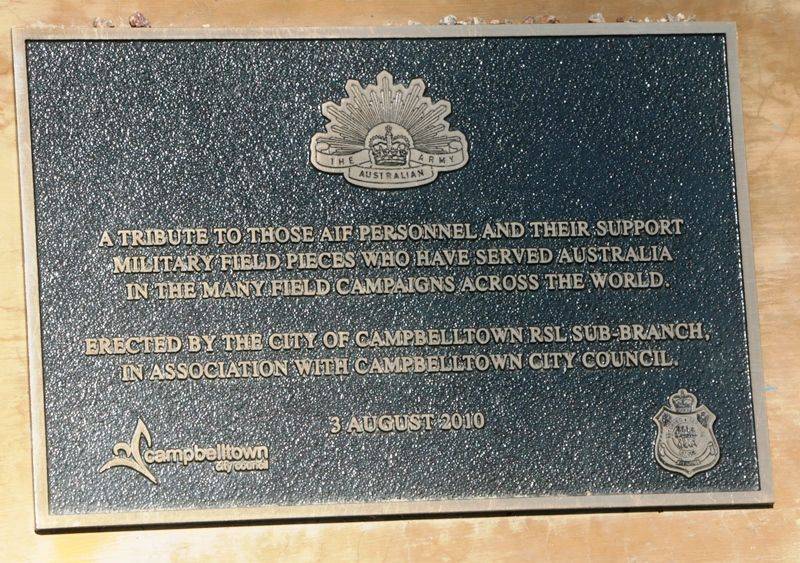 THE AUSTRALIAN ARMY
A TRIBUTE TO THOSE AIF PERSONNEL AND THEIR SUPPORT
MILITARY FIELD PIECES WHO HAVE SERVED AUSTRALIA
IN THE MANY FIELD CAMPAIGNS ACROSS THE WORLD.
ERECTED BY THE CITY OF CAMPBELLTOWN RSL SUB-BRANCH,
IN ASSOCIATION WITH CAMPBELLTOWN CITY COUNCIL.
3 AUGUST 2010
campbelltown
city council